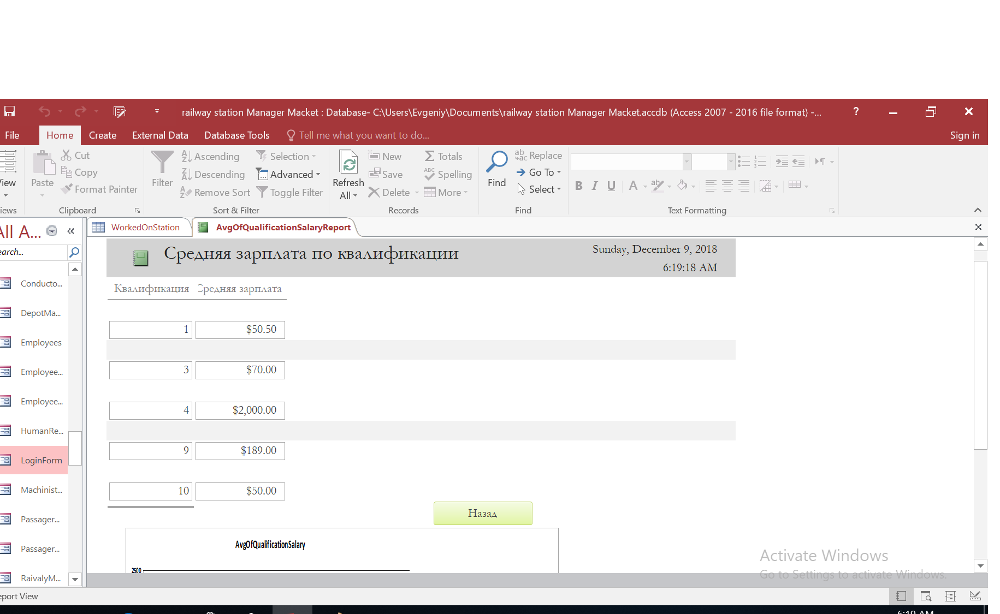 railway station Manager Macket : Database- C:\Users\Evgeniy\Documents\railway station Manager Macket.accdb (Access 2007 - 2016 file format) -...
?
File Home Create External Data Database Tools Tell me what you want to do... Sign in
Cut
Copy
Format Painter
Paste
Clipboard
Filter
Ascending
Descending
Remove Sort
Selection
Advanced
Toggle Filter
Sort & Filter
Refresh
All
New
Save
Delete
Totals
Spelling
More
Records
Find
Replace
Go To
Select
Find
B I U A
Text Formatting
All A...
WorkedOnStation
AvgOfQualificationSalaryReport
Conducto...
DepotMa...
Employees
Employee...
Employee...
HumanRe...
LoginForm
Machinist...
Passager...
Passager...
RaivalyM...
Средняя зарплата по квалификации
Sunday, December 9, 2018
6:19:18 AM
Квалификация Средняя зарплата
1 $50.50
3 $70.00
4 $2,000.00
9 $189.00
10 $50.00
Назад
AvgOfQualificationSalary
2500
Activate Windows
Go to Settings to activate Windows.
6:19 AM